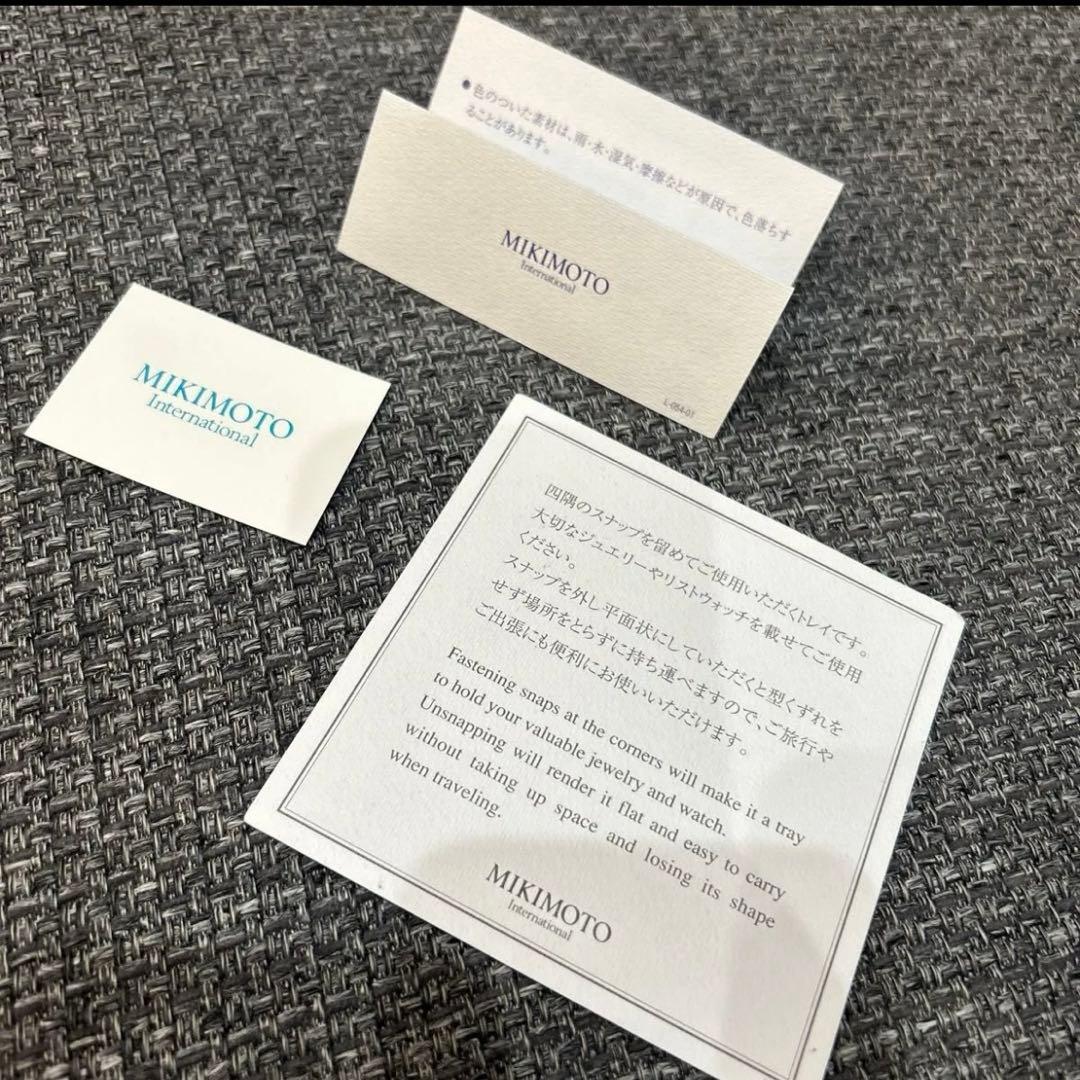 ●色のついた素材は、雨・水・湿気・摩擦などが原因で、色落ちす
ることがあります。
MIKIMOTO
International
L-054-01
MIKIMOTO
International
四隅のスナップを留めてご使用いただくトレイです。
大切なジュエリーやリストウォッチを載せてご使用
ください。
スナップを外し平面状にしていただくと型くずれを
せず場所をとらずに持ち運べますので、ご旅行や
ご出張にも便利にお使いいただけます。
Fastening snaps at the corners will make it a tray
to hold your valuable jewelry and watch.
Unsnapping will render it flat and easy to carry
without taking up space and losing its shape
when traveling.
MIKIMOTO
International